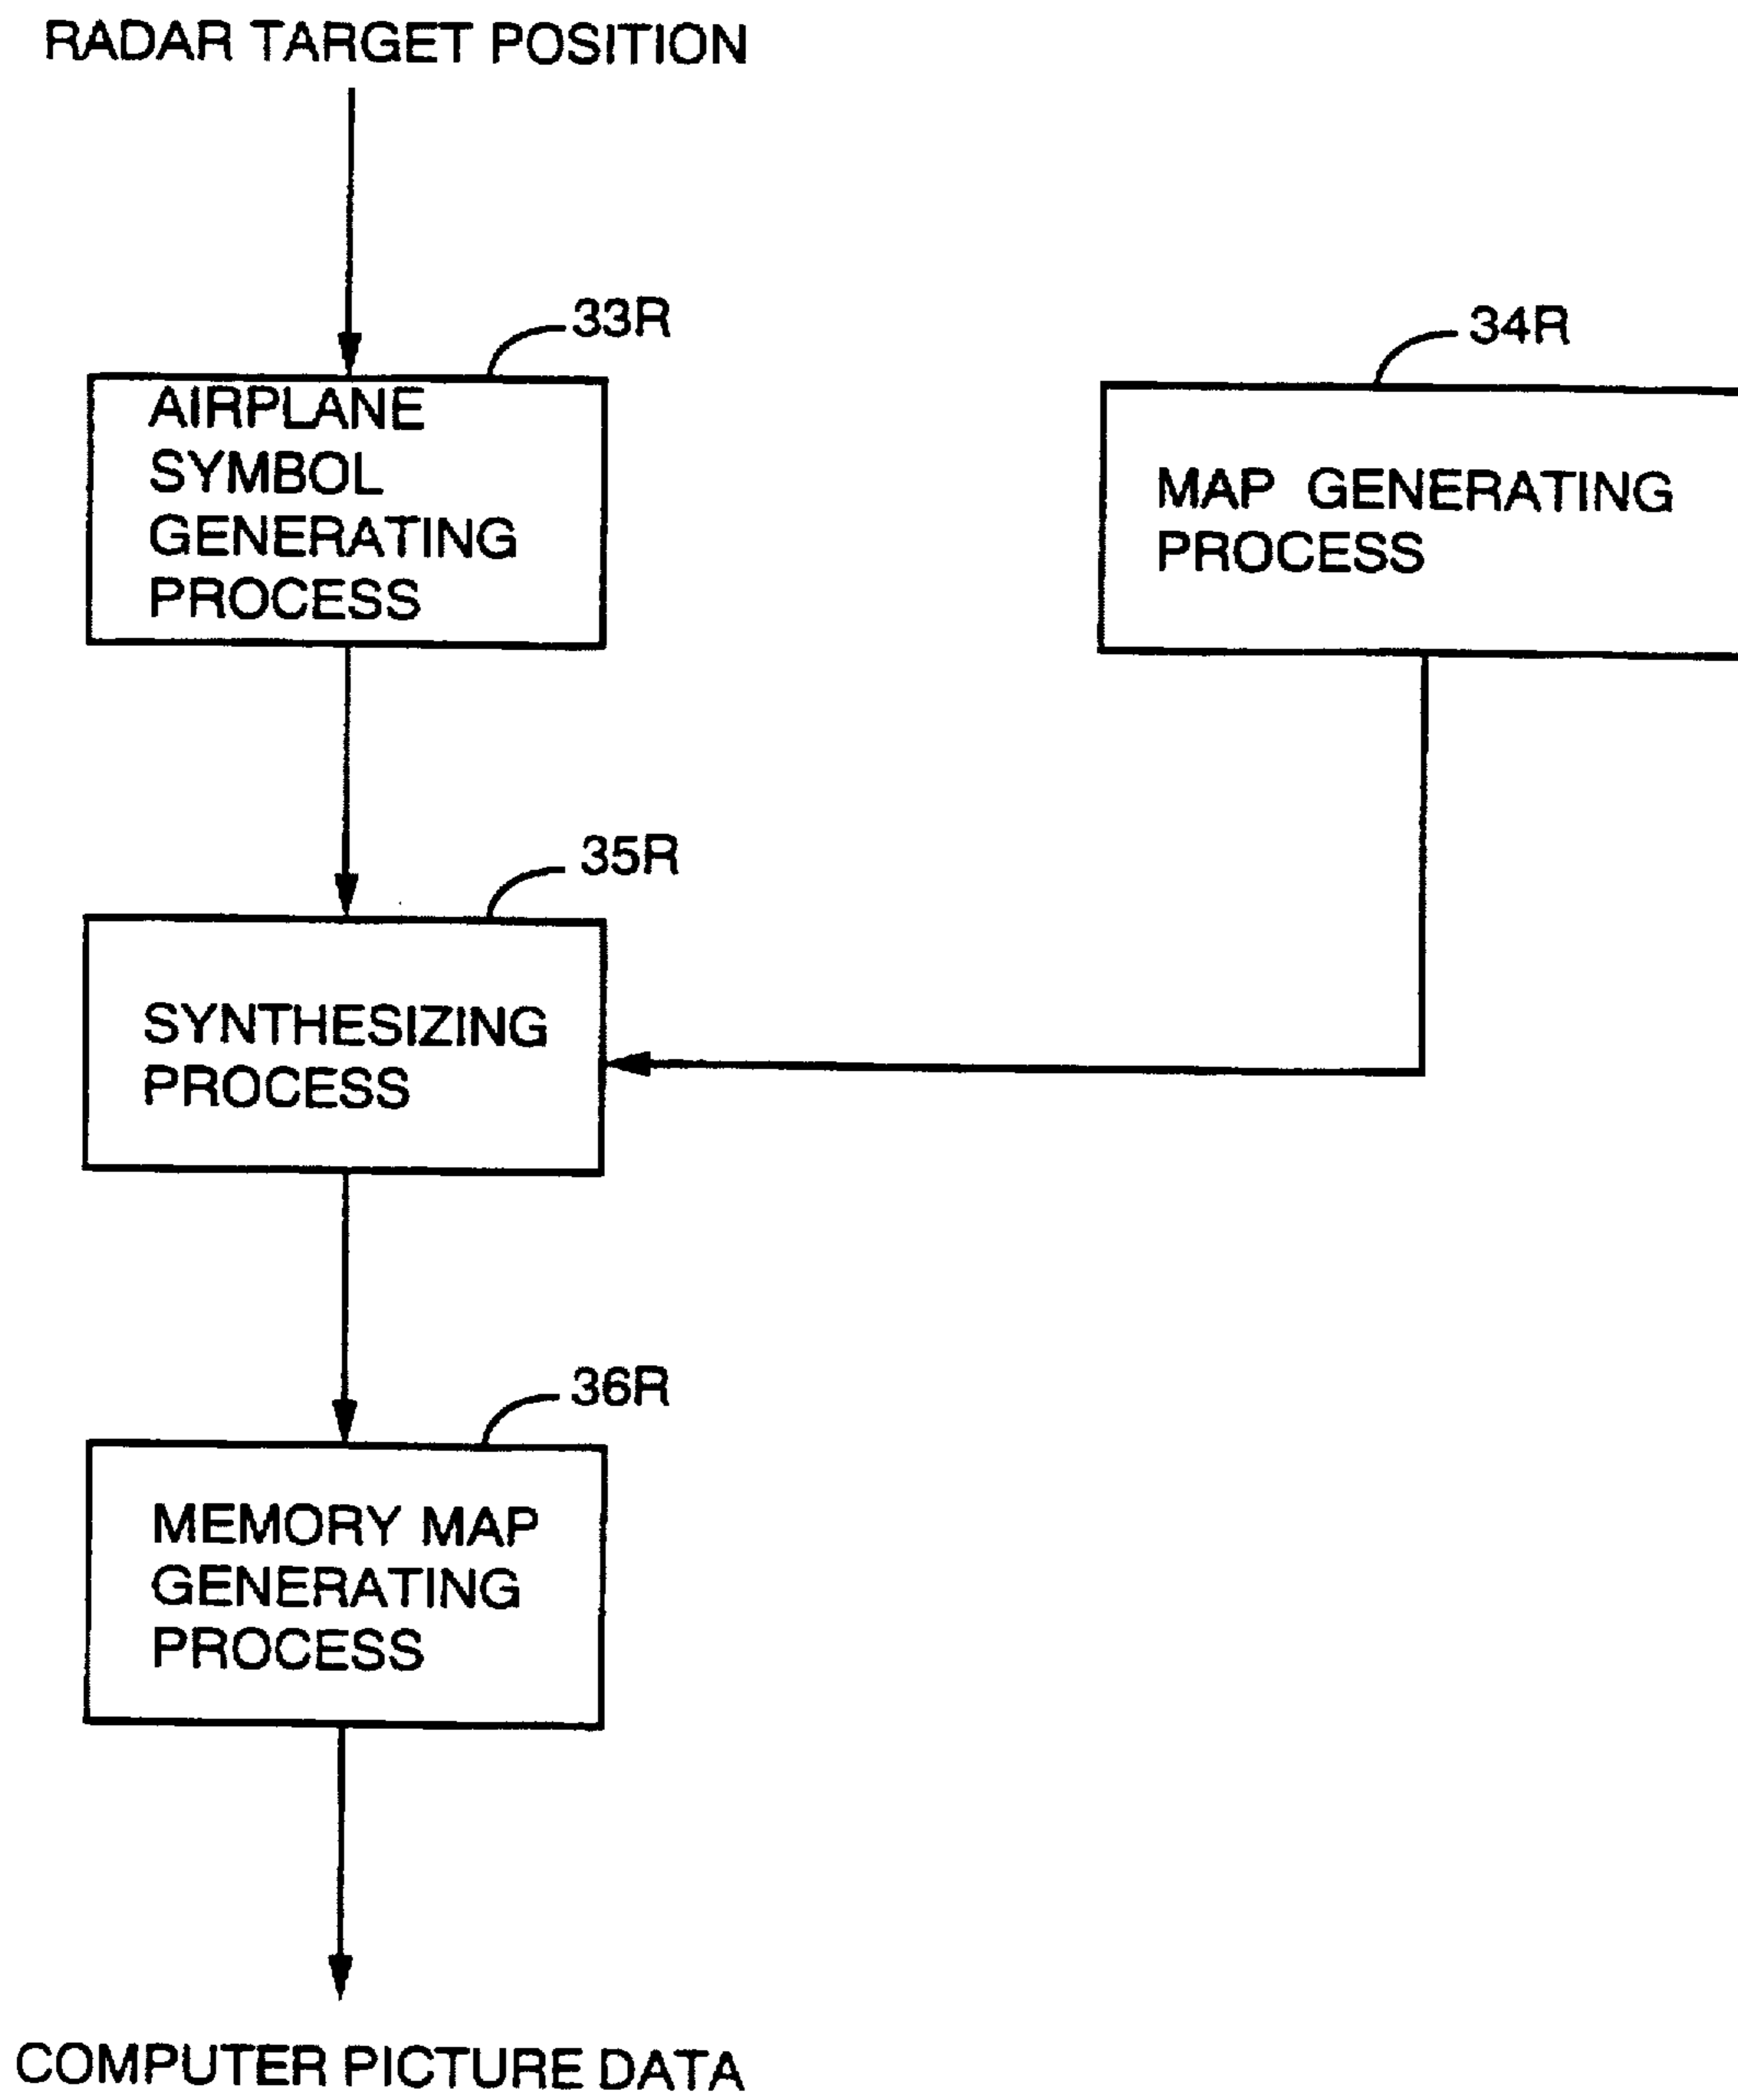 RADAR TARGET POSITION
33R
AIRPLANE
SYMBOL
GENERATING
PROCESS
34R
MAP GENERATING
PROCESS
35R
SYNTHESIZING
PROCESS
36R
MEMORY MAP
GENERATING
PROCESS
COMPUTER PICTURE DATA